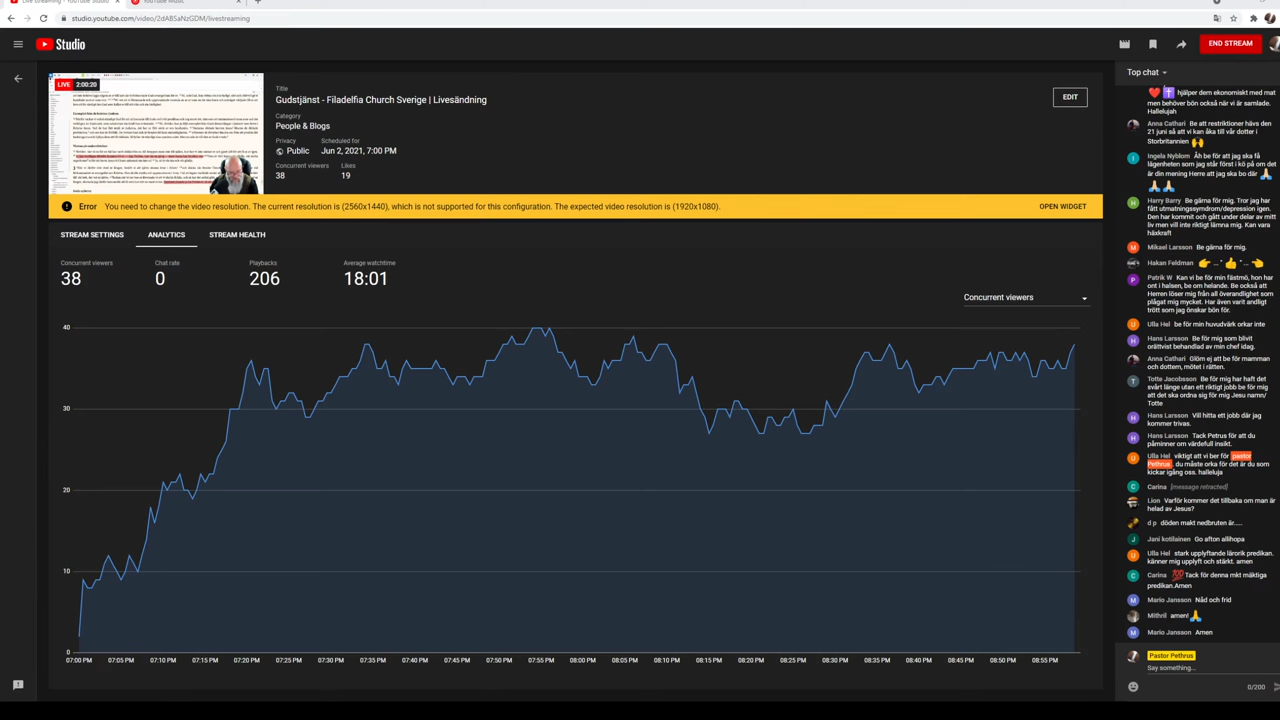 Live streaming - YouTube Studio
YouTube Music
studio.youtube.com/video/2dABSaNzGDM/livestreaming
Studio
END STREAM
LIVE 2:00:20
Title
Gudstjänst - Filadelfia Church Sverige | Livesändning
Category
People & Blogs
Privacy Scheduled for
Public Jun 2, 2021, 7:00 PM
Concurrent viewers Likes
38 19
EDIT
Error You need to change the video resolution. The current resolution is (2560x1440), which is not supported for this configuration. The expected video resolution is (1920x1080).
OPEN WIDGET
STREAM SETTINGS ANALYTICS STREAM HEALTH
Concurrent viewers Chat rate Playbacks Average watchtime
38 0 206 18:01
Concurrent viewers
40
30
20
10
0
07:00 PM 07:05 PM 07:10 PM 07:15 PM 07:20 PM 07:25 PM 07:30 PM 07:35 PM 07:40 PM 07:50 PM 07:55 PM 08:00 PM 08:05 PM 08:10 PM 08:15 PM 08:20 PM 08:25 PM 08:30 PM 08:40 PM 08:45 PM 08:50 PM 08:55 PM
Top chat
hjälper dem ekonomiskt med mat
men behöver bön också när vi är samlade.
Hallelujah
Anna Cathari Be att restriktioner hävs den
21 juni så att vi kan åka till vår dotter i
Storbritannien
Ingela Nyblom Åh be för att jag ska få
lägenheten som jag står först i kö på om det
är din mening Herre att jag ska bo där
Harry Barry Be gärna för mig. Tror jag har
fått utmatningssymdrom/depression igen.
Den har kommit och gått under delar av mitt
liv men vill inte riktigt lämna mig. Kan vara
häxkraft
Mikael Larsson Be gärna för mig.
Hakan Feldman ... * ... *
Patrik W Kan vi be för min fästmö, hon har
ont i halsen, be om helande. Be också för att
Herren löser mig från all överandlighet som
plågat mig mycket. Har även varit andligt
trött som jag önskar bön för.
Ulla Hel be för min huvudvärk orkar inte
Hans Larsson Be för mig som blivit
orättvist behandlad av min chef idag.
Anna Cathari Glöm ej att be för mamman
och dottern, mötet i rätten.
Totte Jacobsson Be för mig har haft det
svårt länge utan ett riktigt jobb be för mig
att det ska ordna sig för mig Jesu namn/
Totte
Hans Larsson Vill hitta ett jobb där jag
kommer trivas.
Hans Larsson Tack Petrus för att du
påminner om värdefull insikt.
Ulla Hel viktigt att vi ber för pastor
Pethrus. du måste orka för det är du som
kickar igång oss. halleluja
Carina [message retracted]
Lion Varför kommer det tillbaka om man är
helad av Jesus?
d p döden makt nedbruten är.....
Jani kotilainen Go afton allihopa
Ulla Hel stark upplyftande lärorik predikan.
känner mig upplyft och stärkt. amen
Carina 💯Tack för denna mkt mäktiga
predikan.Amen
Mario Jansson Nåd och frid
Mithril amen!
Mario Jansson Amen
Pastor Pethrus
Say something...
0/200